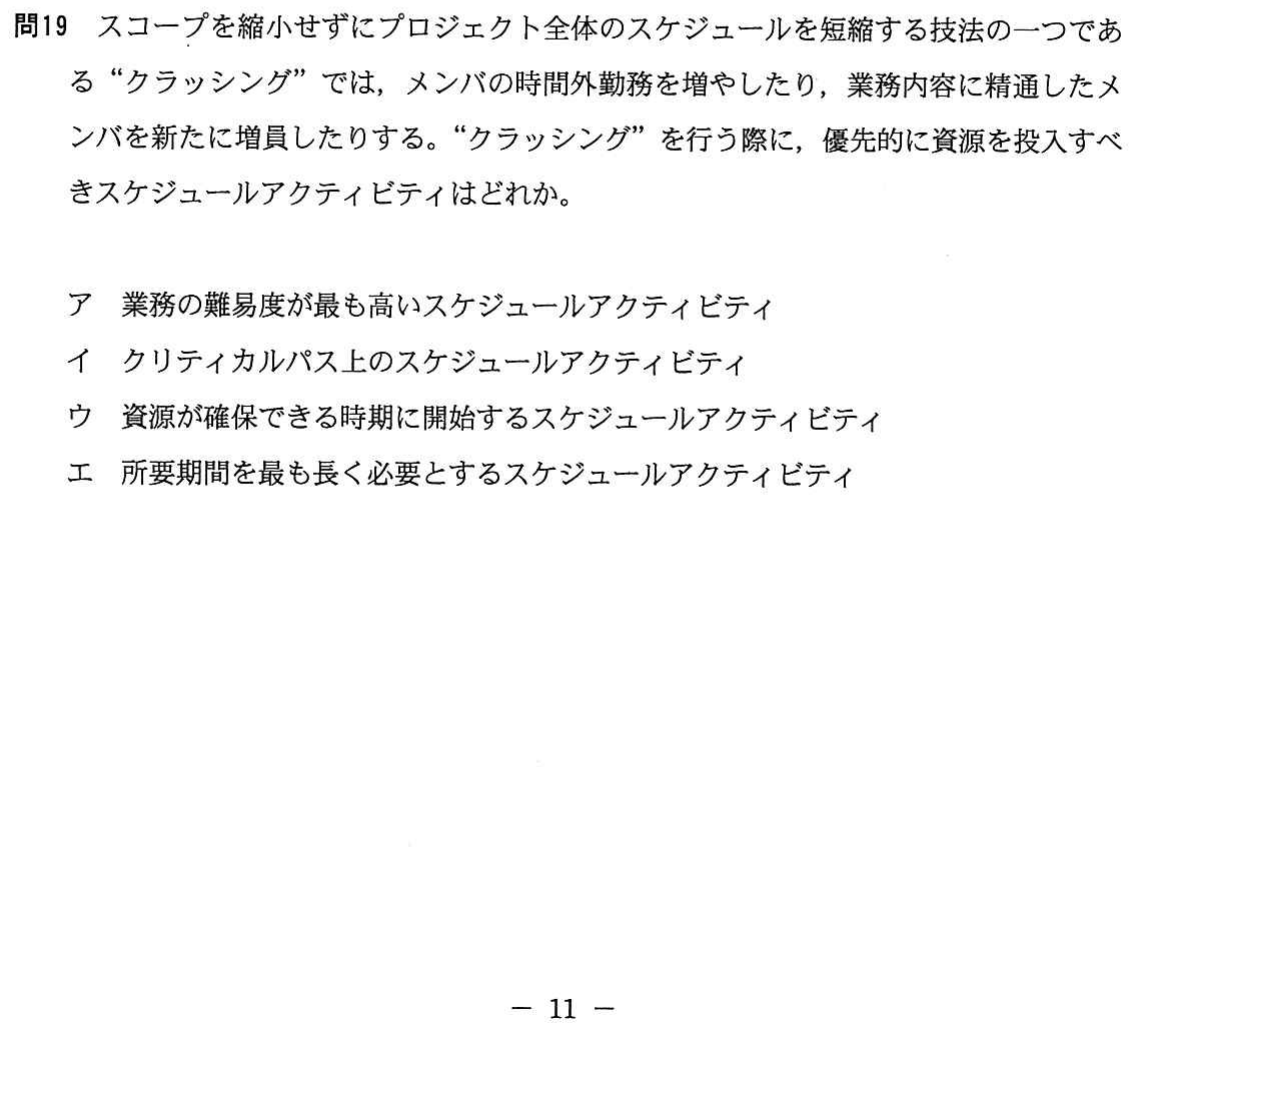 問19 スコープを縮小せずにプロジェクト全体のスケジュールを短縮する技法の一つであ
る“クラッシング”では，メンバの時間外勤務を増やしたり，業務内容に精通したメ
ンバを新たに増員したりする。“クラッシング”を行う際に，優先的に資源を投入すべ
きスケジュールアクティビティはどれか。
ア 業務の難易度が最も高いスケジュールアクティビティ
イ クリティカルパス上のスケジュールアクティビティ
ウ 資源が確保できる時期に開始するスケジュールアクティビティ
エ 所要期間を最も長く必要とするスケジュールアクティビティ
－ 11 －